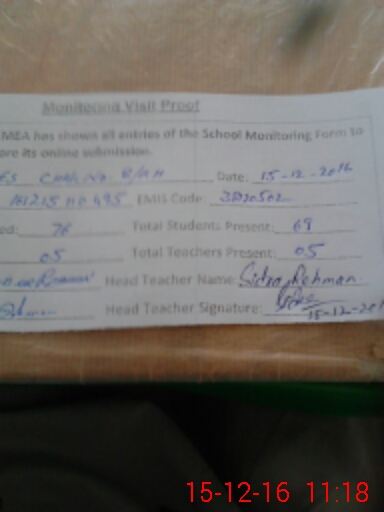 Monitoring Visit Proof
MEA has shown all entries of the School Monitoring Form to
ore its online submission.
Date: 15-12-2016
EMIS Code:
ed: 76 Total Students Present: 69
05 Total Teachers Present: 05
Head Teacher Name: Sidra Rehman
Head Teacher Signature:
15-12-201
15-12-16 11:18